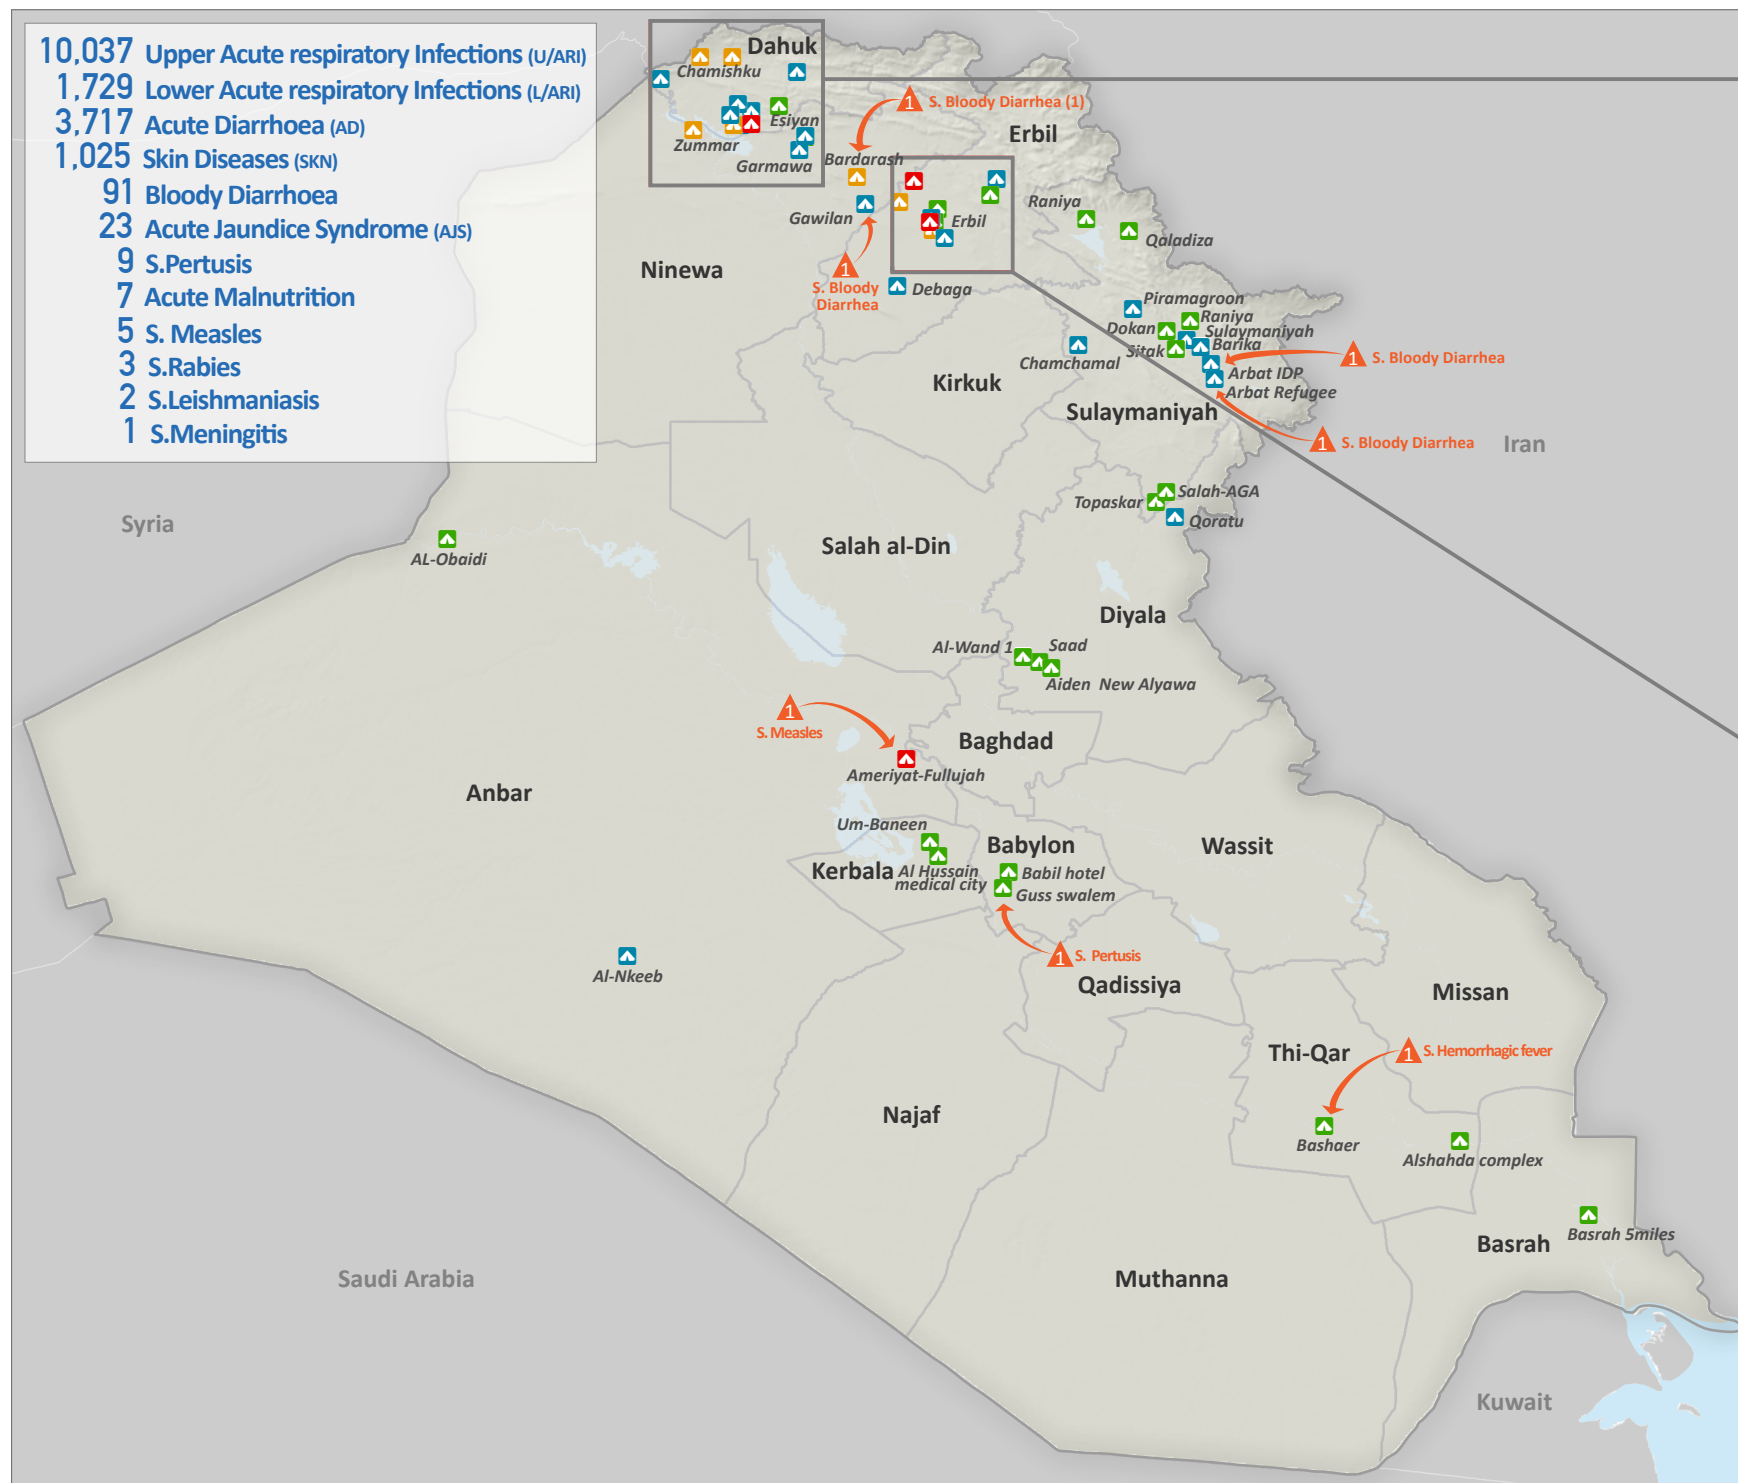 10,037 Upper Acute respiratory Infections (U/ARI)
1,729 Lower Acute respiratory Infections (L/ARI)
3,717 Acute Diarrhoea (AD)
1,025 Skin Diseases (SKN)
91 Bloody Diarrhoea
23 Acute Jaundice Syndrome (AJS)
9 S.Pertusis
7 Acute Malnutrition
5 S. Measles
3 S.Rabies
2 S.Leishmaniasis
1 S.Meningitis
Dahuk
Chamishku
Esiyan
Zummar
Garmawa
1 S. Bloody Diarrhea (1)
Erbil
Bardarash
Gawilan
Erbil
Raniya
Qaladiza
Ninewa
1
S. Bloody
Diarrhea
Debaga
Piramagroon
Raniya
Dokan
Sulaymaniyah
Sitak
Barika
Chamchamal
1 S. Bloody Diarrhea
Arbat IDP
Arbat Refugee
Kirkuk
Sulaymaniyah
1 S. Bloody Diarrhea
Iran
Salah-AGA
Topaskar
Qoratu
Syria
AL-Obaidi
Salah al-Din
Diyala
Al-Wand 1
Saad
Aiden New Alyawa
1
S. Measles
Baghdad
Ameriyat-Fullujah
Anbar
Um-Baneen
Babylon
Wassit
Kerbala
Al Hussain
medical city
Babil hotel
Guss swalem
1 S. Pertusis
Al-Nkeeb
Qadissiya
Missan
Thi-Qar
1 S. Hemorrhagic fever
Najaf
Bashaer
Alshahda complex
Basrah 5miles
Basrah
Saudi Arabia
Muthanna
Kuwait